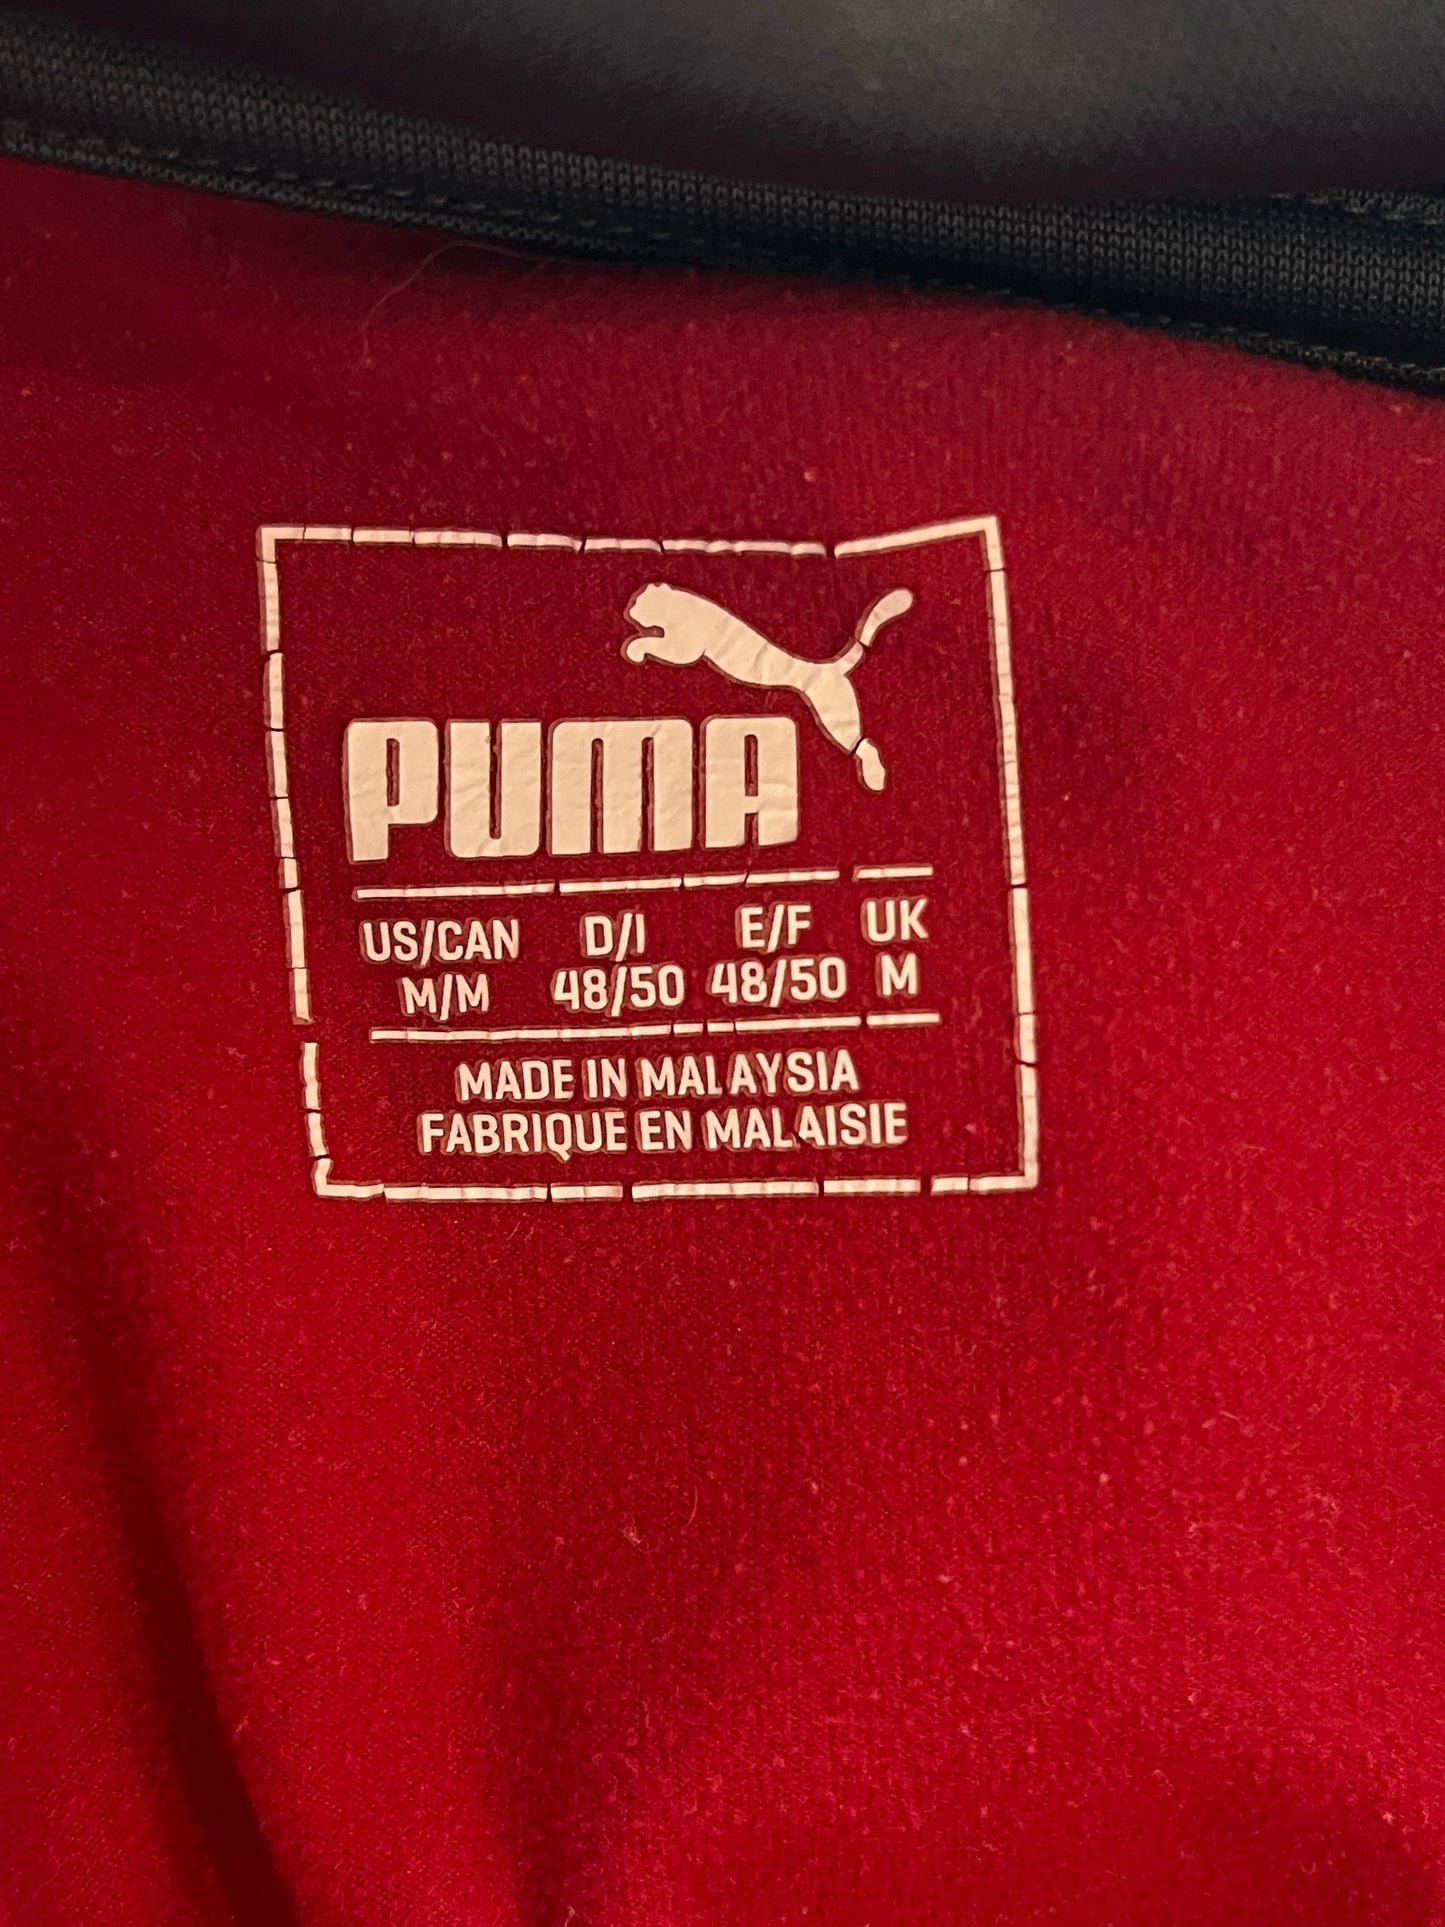 PUMA
US/CAN D/I E/F UK
M/M 48/50 48/50 M
MADE IN MALAYSIA
FABRIQUE EN MALAISIE